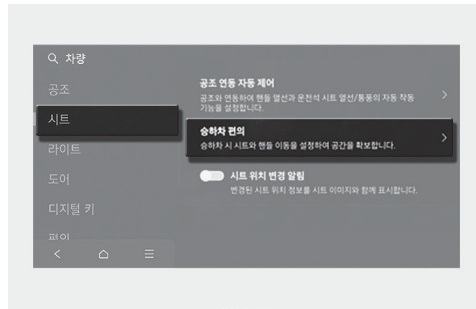 차량
공조
시트
라이트
도어
디지털 키
편의
공조 연동 자동 제어
공조와 연동하여 핸들 열선과 운전석 시트 열선/통풍의 자동 작동
기능을 설정합니다.
승하차 편의
승하차 시 시트와 핸들 이동을 설정하여 공간을 확보합니다.
시트 위치 변경 알림
변경된 시트 위치 정보를 시트 이미지와 함께 표시합니다.